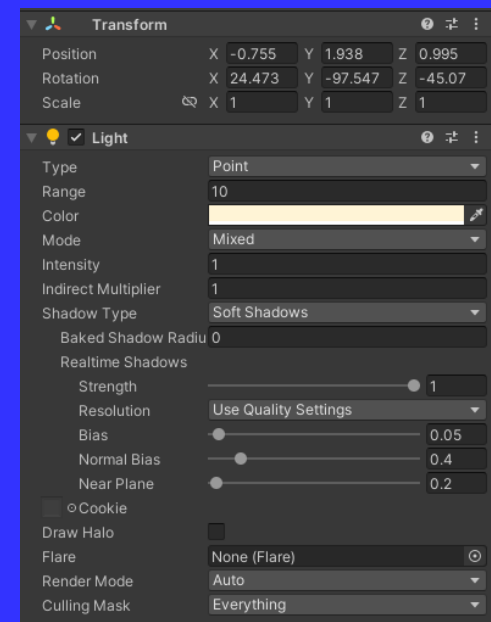 Transform
Position X -0.755 Y 1.938 Z 0.995
Rotation X 24.473 Y -97.547 Z -45.07
Scale X 1 Y 1 Z 1
Light
Type Point
Range 10
Color
Mode Mixed
Intensity 1
Indirect Multiplier 1
Shadow Type Soft Shadows
Baked Shadow Radiu 0
Realtime Shadows
Strength 1
Resolution Use Quality Settings
Bias 0.05
Normal Bias 0.4
Near Plane 0.2
Cookie
Draw Halo
Flare None (Flare)
Render Mode Auto
Culling Mask Everything